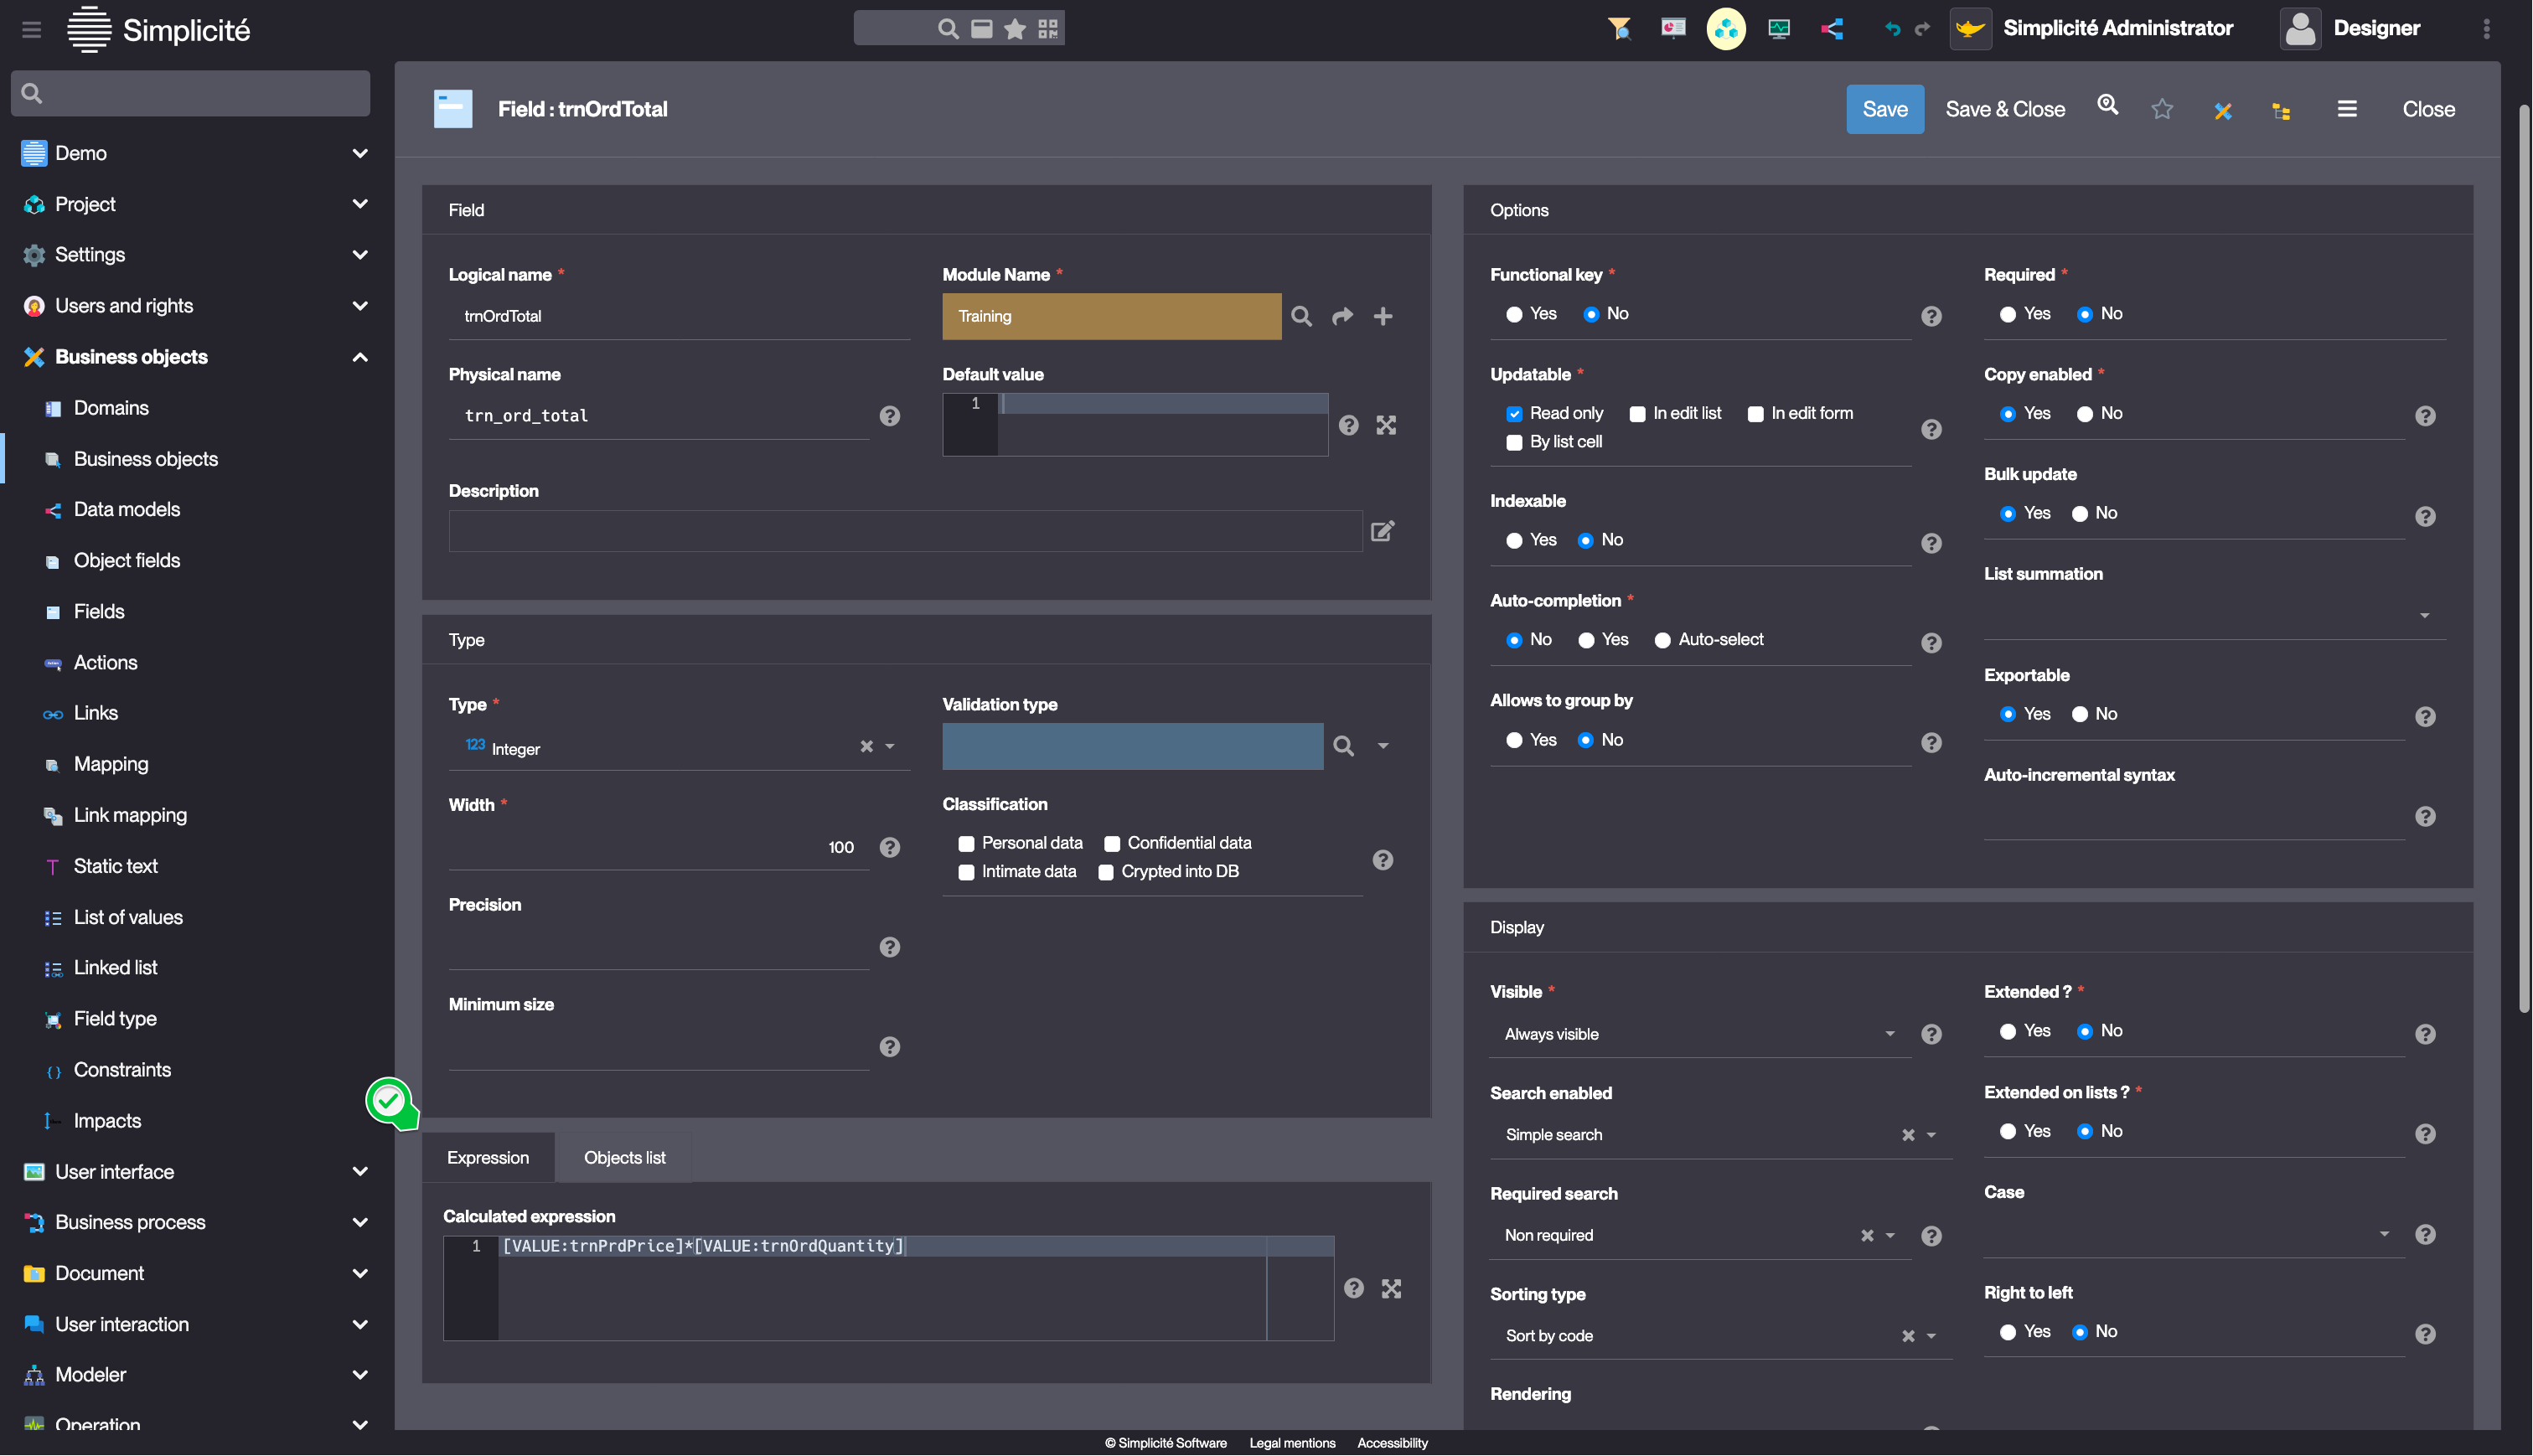 Simplicité
Simplicité Administrator
Designer
Demo
Project
Settings
Users and rights
Business objects
Domains
Business objects
Data models
Object fields
Fields
Actions
Links
Mapping
Link mapping
Static text
List of values
Linked list
Field type
Constraints
Impacts
User interface
Business process
Document
User interaction
Modeler
Operation
Field : trnOrdTotal
Save
Save & Close
Close
Field
Logical name *
trnOrdTotal
Module Name *
Training
Physical name
trn_ord_total
Default value
1
Description
Type
Type *
123 Integer
Validation type
Width *
100
Classification
Personal data Confidential data
Intimate data Crypted into DB
Precision
Minimum size
Expression Objects list
Calculated expression
1 [VALUE:trnPrdPrice]*[VALUE:trnOrdQuantity]
Options
Functional key *
Yes No
Required *
Yes No
Updatable *
Read only In edit list In edit form
By list cell
Copy enabled *
Yes No
Bulk update
Yes No
Indexable
Yes No
List summation
Auto-completion *
No Yes Auto-select
Exportable
Yes No
Allows to group by
Yes No
Auto-incremental syntax
Display
Visible *
Always visible
Extended ? *
Yes No
Search enabled
Simple search
Extended on lists ? *
Yes No
Required search
Non required
Case
Sorting type
Sort by code
Right to left
Yes No
Rendering
© Simplicité Software Legal mentions Accessibility